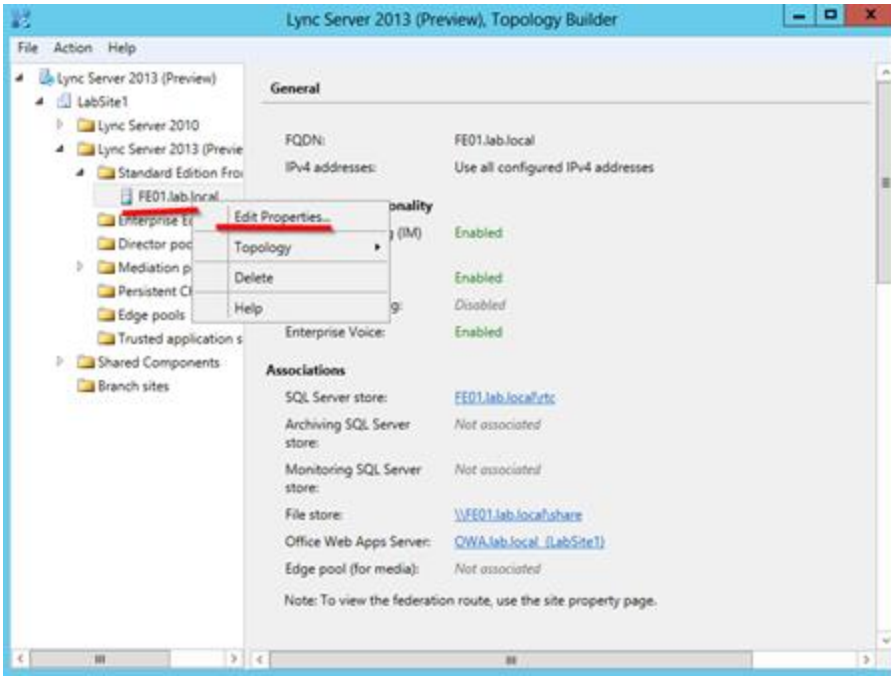 Lync Server 2013 (Preview), Topology Builder
File Action Help
Lync Server 2013 (Preview)
LabSite1
Lync Server 2010
Lync Server 2013 (Previe
Standard Edition Fro
FE01.lab.local
Enterprise E
Director poo
Mediation p
Persistent C
Edge pools
Trusted application s
Shared Components
Branch sites
Edit Properties...
Topology
Delete
Help
General
FQDN: FE01.lab.local
IPv4 addresses: Use all configured IPv4 addresses
onality
(IM) Enabled
Enabled
g: Disabled
Enterprise Voice: Enabled
Associations
SQL Server store: FE01.lab.local\rtc
Archiving SQL Server Not associated
store:
Monitoring SQL Server Not associated
store:
File store: \\FE01.lab.local\share
Office Web Apps Server: OWA.lab.local (LabSite1)
Edge pool (for media): Not associated
Note: To view the federation route, use the site property page.